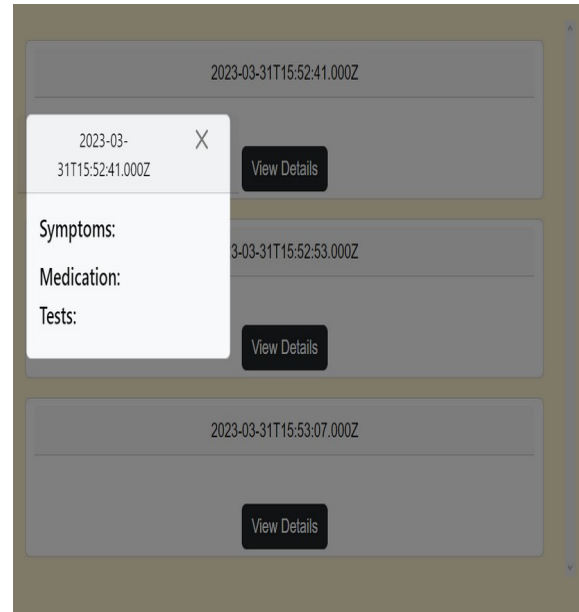 2023-03-31T15:52:41.000Z
2023-03-
31T15:52:41.000Z
X
View Details
Symptoms:
Medication:
Tests:
3-03-31T15:52:53.000Z
View Details
2023-03-31T15:53:07.000Z
View Details